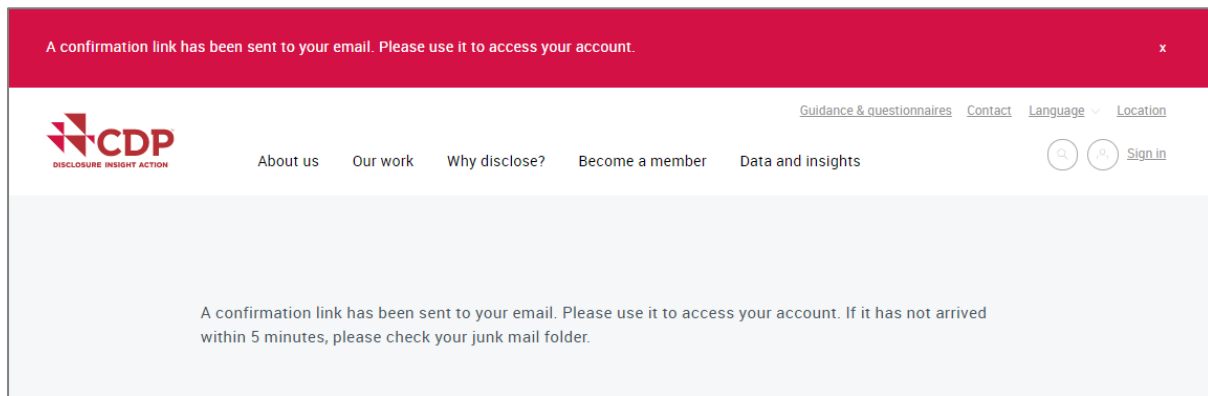 A confirmation link has been sent to your email. Please use it to access your account.
x
Guidance & questionnaires Contact Language Location
CDP
DISCLOSURE INSIGHT ACTION
About us Our work Why disclose? Become a member Data and insights
Sign in
A confirmation link has been sent to your email. Please use it to access your account. If it has not arrived
within 5 minutes, please check your junk mail folder.